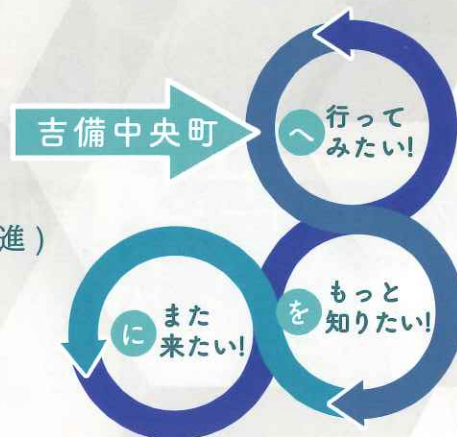 吉備中央町
へ 行って
みたい!
進)
を もっと
知りたい!
に また
来たい!